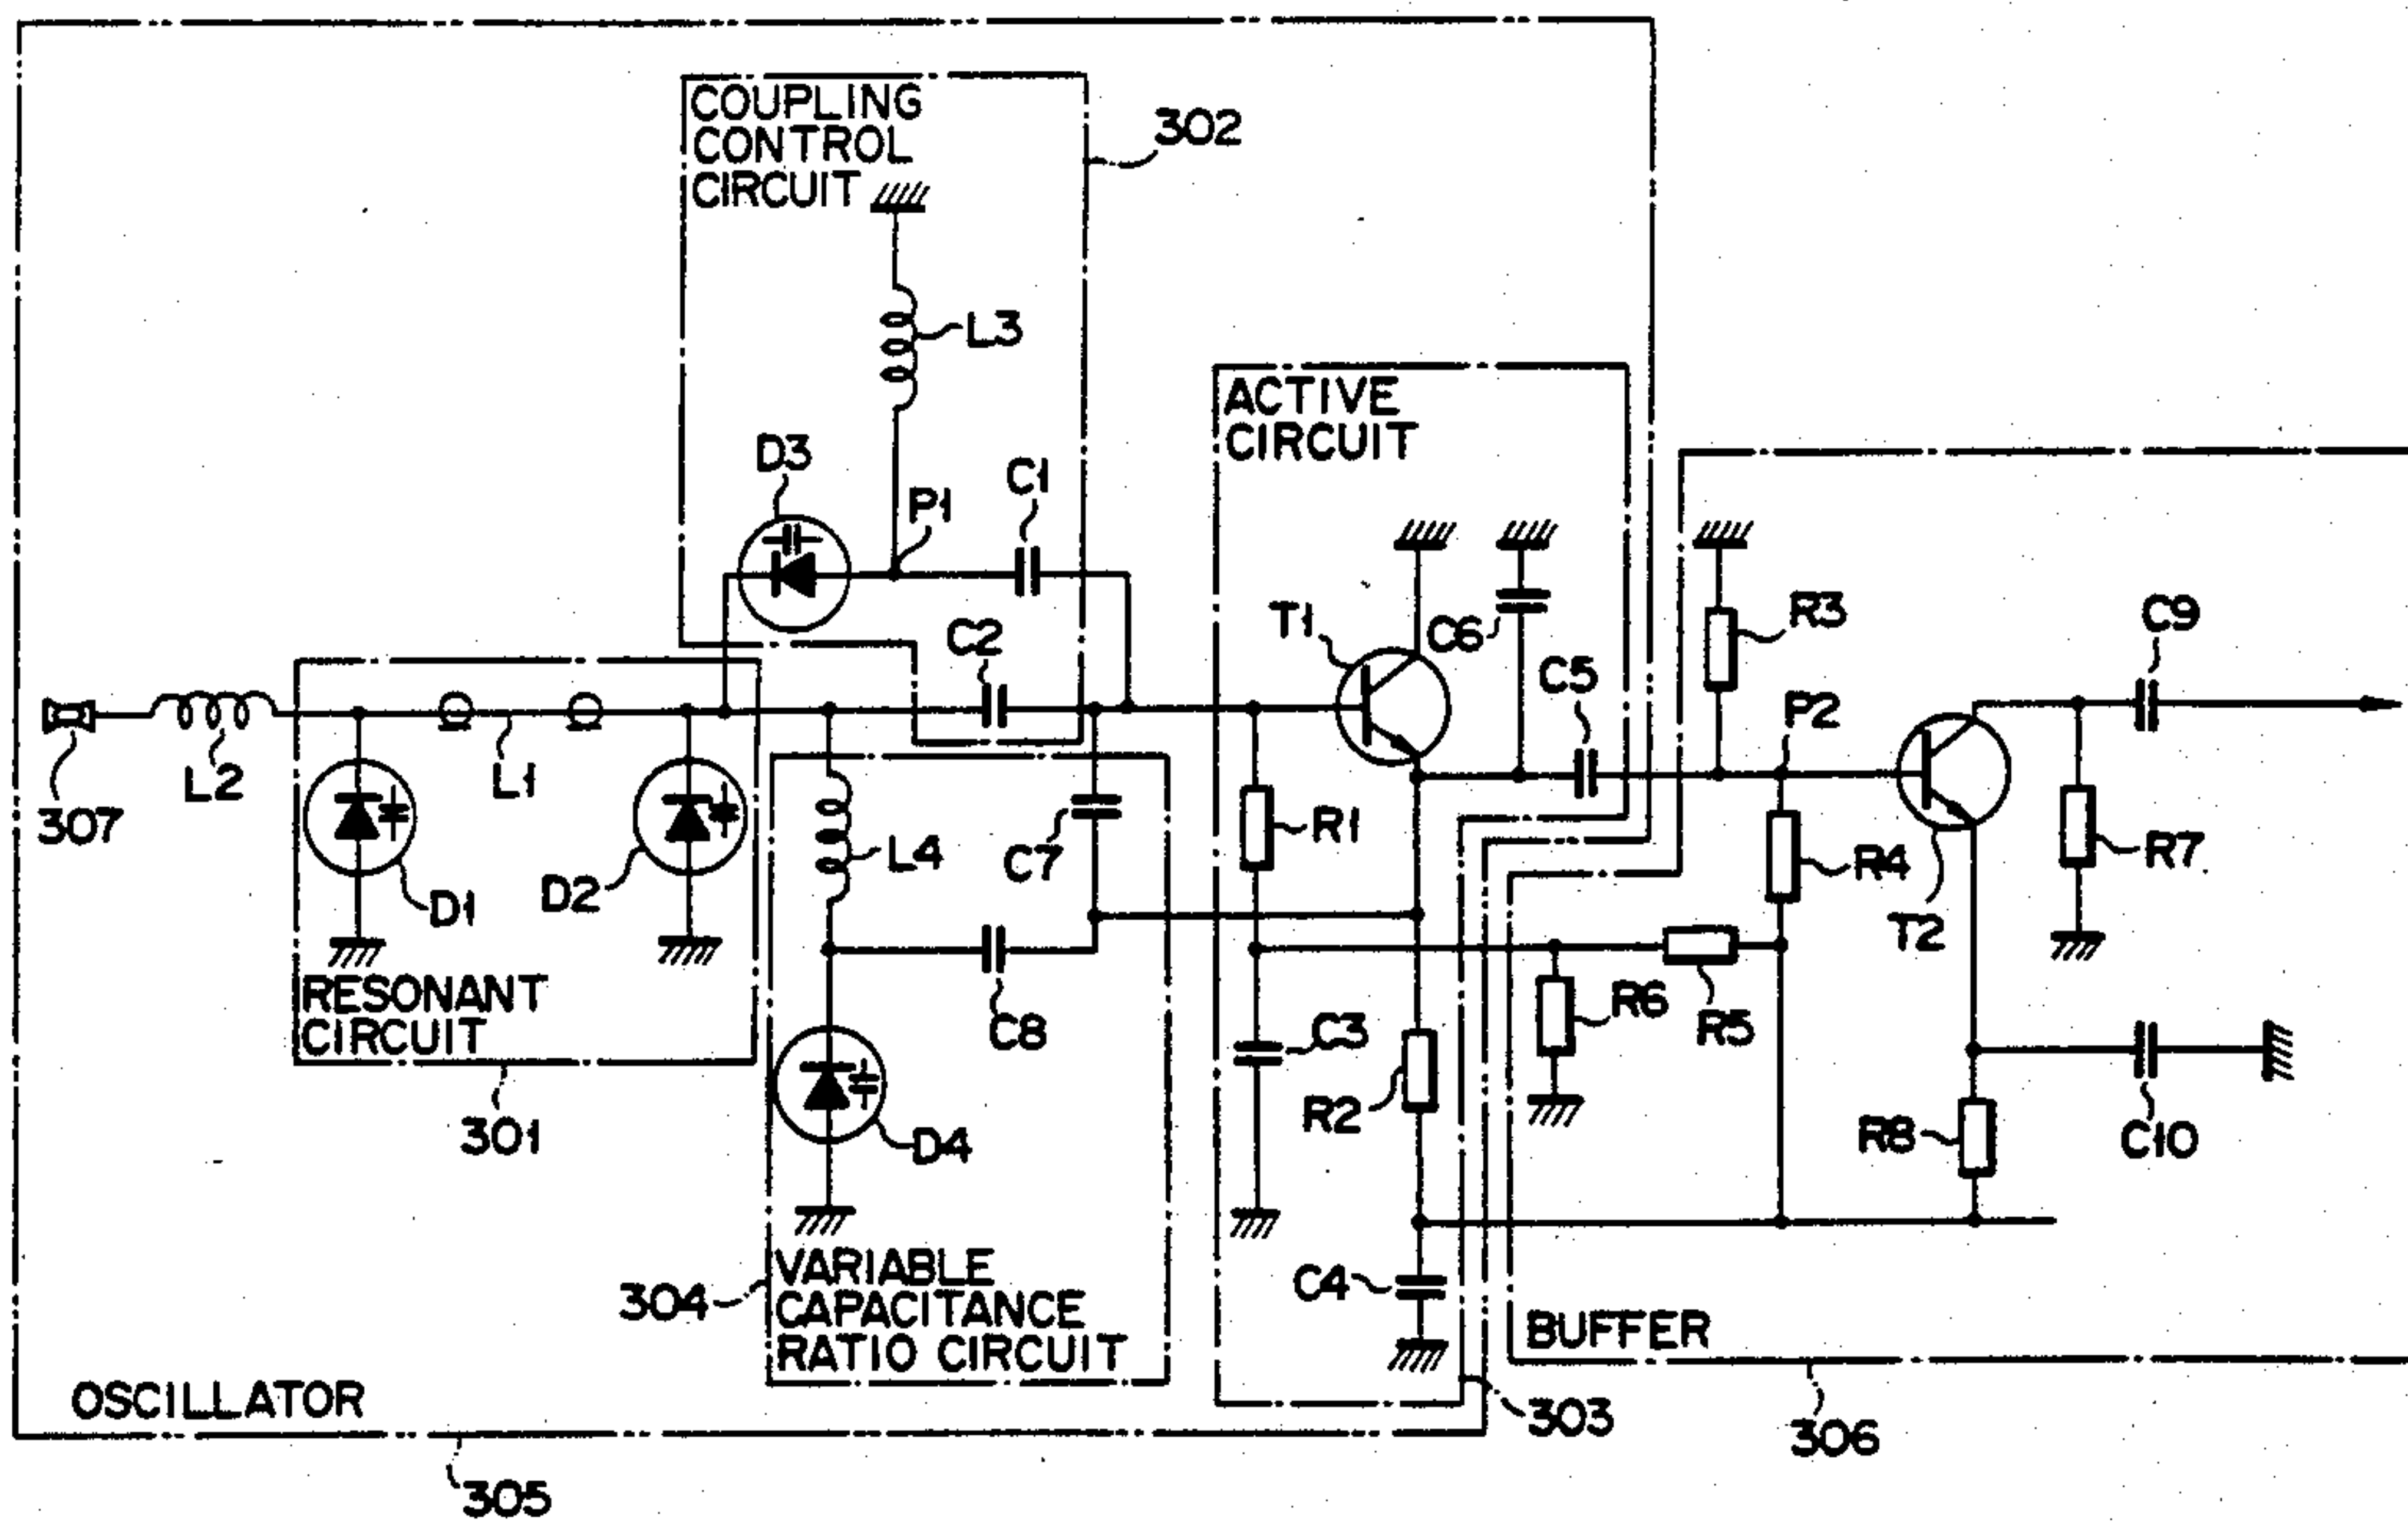 COUPLING
CONTROL
CIRCUIT
302
L3
ACTIVE
CIRCUIT
D3
P1
C1
T1
C6
C5
R3
C9
C2
P2
L2
L1
307
D1
D2
L4
C7
R1
R4
R7
T2
RESONANT
CIRCUIT
C8
C3
R6
R5
R2
301
D4
R8
C10
VARIABLE
CAPACITANCE
RATIO CIRCUIT
304
C4
BUFFER
OSCILLATOR
303
306
305